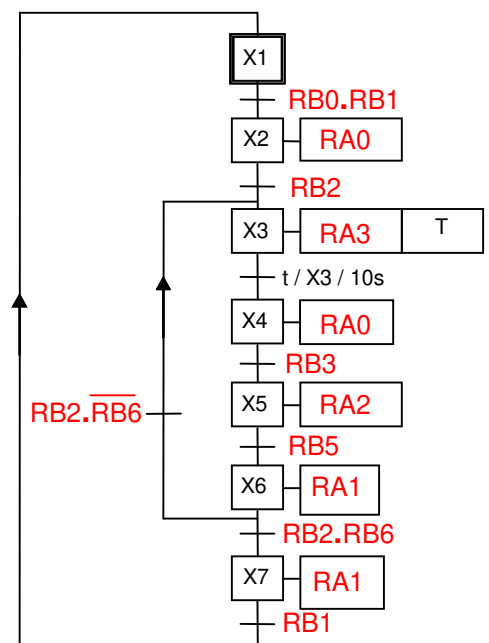 X1
RB0.RB1
X2 RA0
RB2
X3 RA3 T
t / X3 / 10s
X4 RA0
RB3
X5 RA2
RB2.R̅B̅6̅
RB5
X6 RA1
RB2.RB6
X7 RA1
RB1